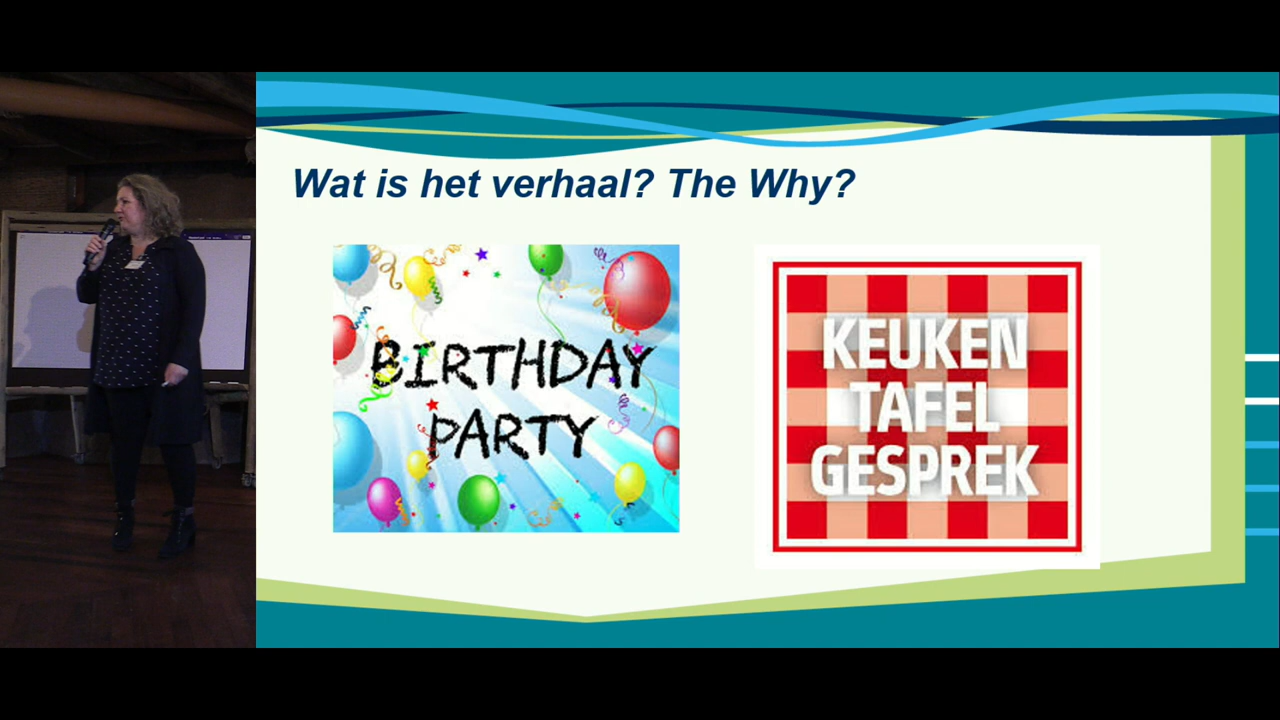 Wat is het verhaal? The Why?
BIRTHDAY
PARTY
KEUKEN
TAFEL
GESPREK